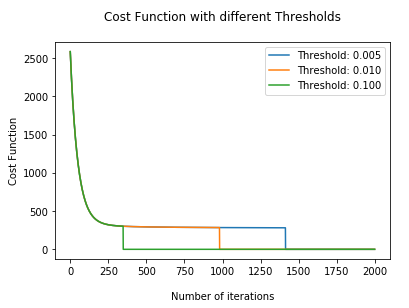 Cost Function with different Thresholds
Threshold: 0.005
Threshold: 0.010
Threshold: 0.100
Cost Function
2500
2000
1500
1000
500
0
0 250 500 750 1000 1250 1500 1750 2000
Number of iterations